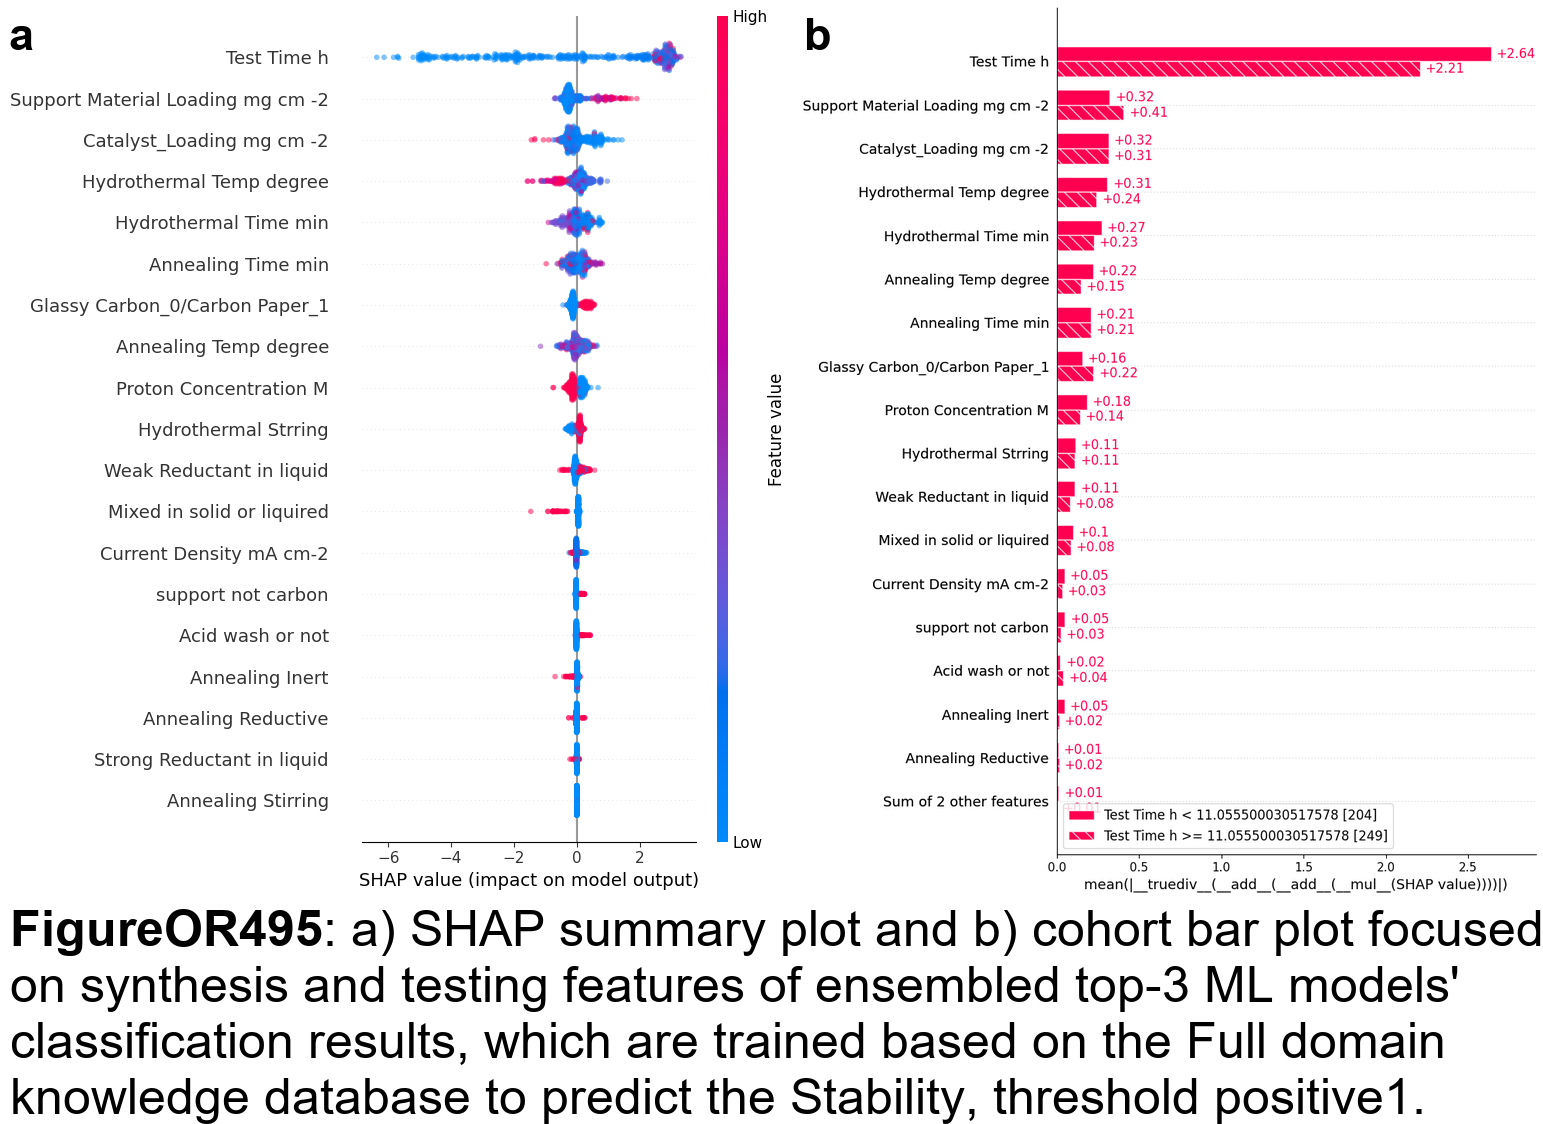 a
Test Time h
Support Material Loading mg cm -2
Catalyst_Loading mg cm -2
Hydrothermal Temp degree
Hydrothermal Time min
Annealing Time min
Glassy Carbon_0/Carbon Paper_1
Annealing Temp degree
Proton Concentration M
Hydrothermal Strring
Weak Reductant in liquid
Mixed in solid or liquired
Current Density mA cm-2
support not carbon
Acid wash or not
Annealing Inert
Annealing Reductive
Strong Reductant in liquid
Annealing Stirring
−6 −4 −2 0 2
SHAP value (impact on model output)
High
Feature value
Low
b
Test Time h +2.64
+2.21
Support Material Loading mg cm -2 +0.32
+0.41
Catalyst_Loading mg cm -2 +0.32
+0.31
Hydrothermal Temp degree +0.31
+0.24
Hydrothermal Time min +0.27
+0.23
Annealing Temp degree +0.22
+0.15
Annealing Time min +0.21
+0.21
Glassy Carbon_0/Carbon Paper_1 +0.16
+0.22
Proton Concentration M +0.18
+0.14
Hydrothermal Strring +0.11
+0.11
Weak Reductant in liquid +0.11
+0.08
Mixed in solid or liquired +0.1
+0.08
Current Density mA cm-2 +0.05
+0.03
support not carbon +0.05
+0.03
Acid wash or not +0.02
+0.04
Annealing Inert +0.05
+0.02
Annealing Reductive +0.01
+0.02
Sum of 2 other features +0.01
Test Time h < 11.055500030517578 [204]
Test Time h >= 11.055500030517578 [249]
0.0 0.5 1.0 1.5 2.0 2.5
mean(|__truediv__(__add__(__add__(__mul__(SHAP value))))|)
FigureOR495: a) SHAP summary plot and b) cohort bar plot focused
on synthesis and testing features of ensembled top-3 ML models'
classification results, which are trained based on the Full domain
knowledge database to predict the Stability, threshold positive1.